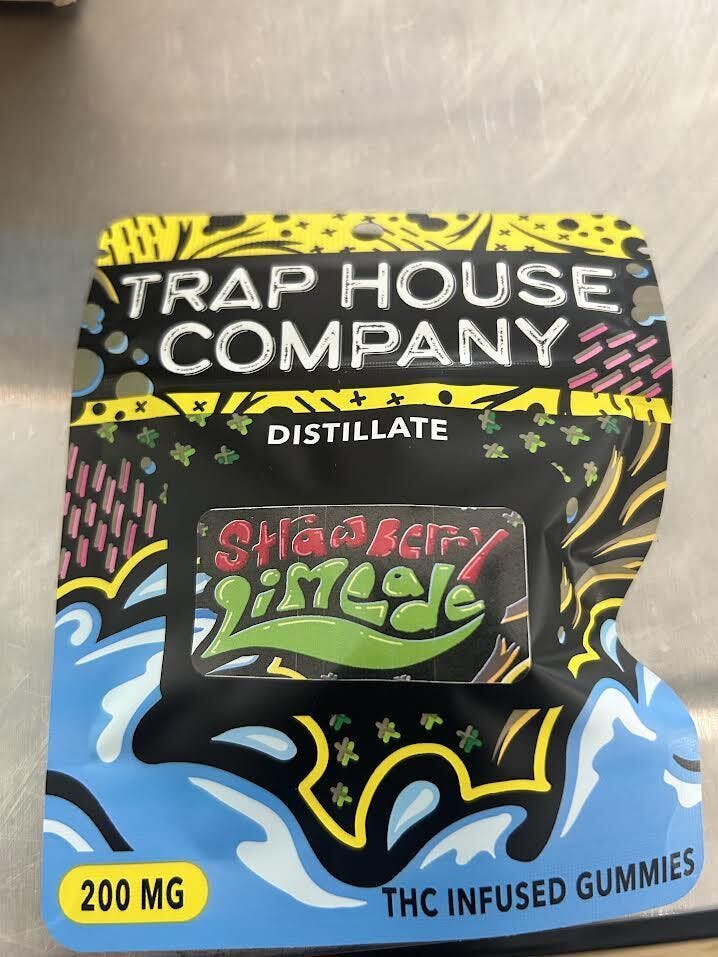 TRAP HOUSE
COMPANY
DISTILLATE
Strawberry
Limeade
200 MG
THC INFUSED GUMMIES